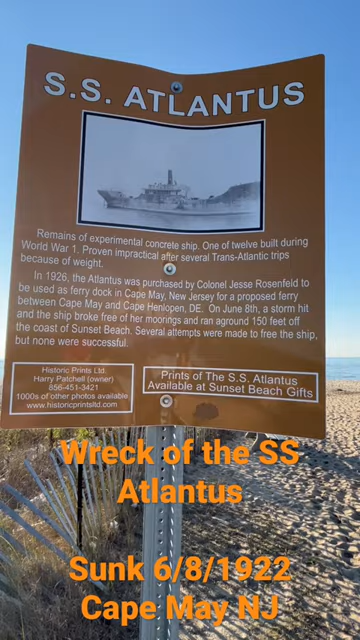 S.S. ATLANTUS
Remains of experimental concrete ship. One of twelve built during
World War 1. Proven impractical after several Trans-Atlantic trips
because of weight.
In 1926, the Atlantus was purchased by Colonel Jesse Rosenfeld to
be used as ferry dock in Cape May, New Jersey for a proposed ferry
between Cape May and Cape Henlopen, DE. On June 8th, a storm hit
and the ship broke free of her moorings and ran aground 150 feet off
the coast of Sunset Beach. Several attempts were made to free the ship,
but none were successful.
Historic Prints Ltd.
Harry Patchell (owner)
856-451-3421
1000s of other photos available
www.historicprintsltd.com
Prints of The S.S. Atlantus
Available at Sunset Beach Gifts
Wreck of the SS
Atlantus
Sunk 6/8/1922
Cape May NJ